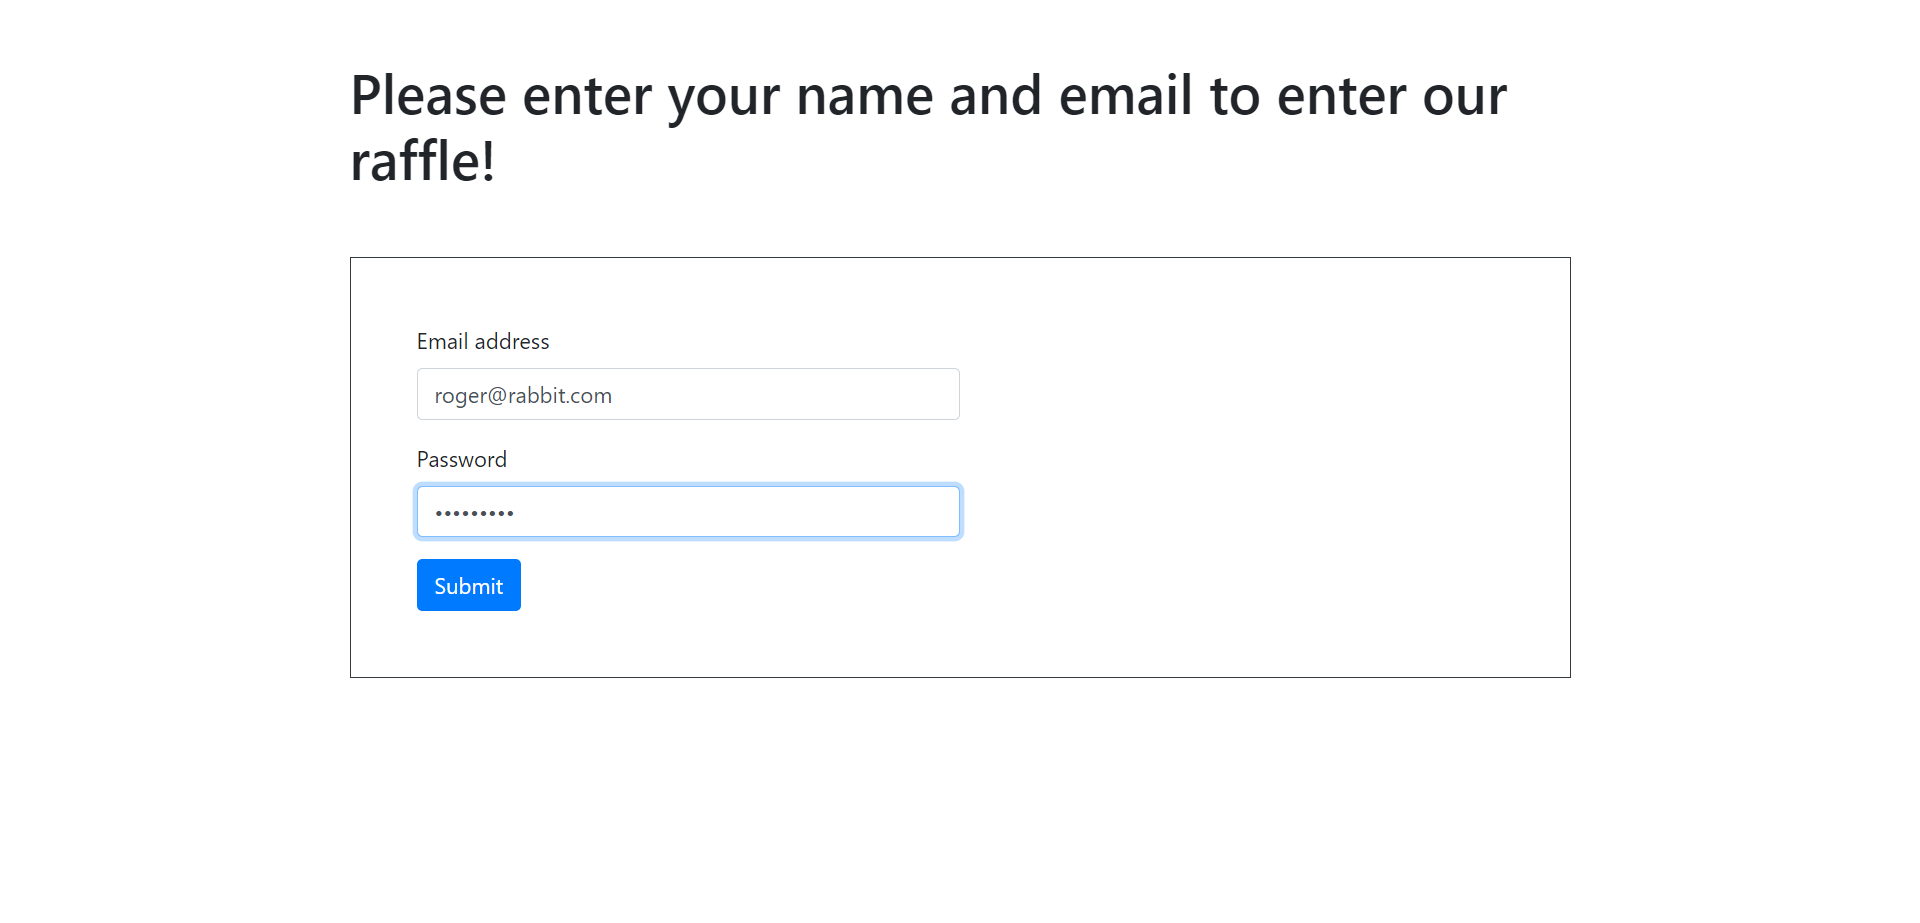 Please enter your name and email to enter our
raffle!
Email address
roger@rabbit.com
Password
•••••••••
Submit